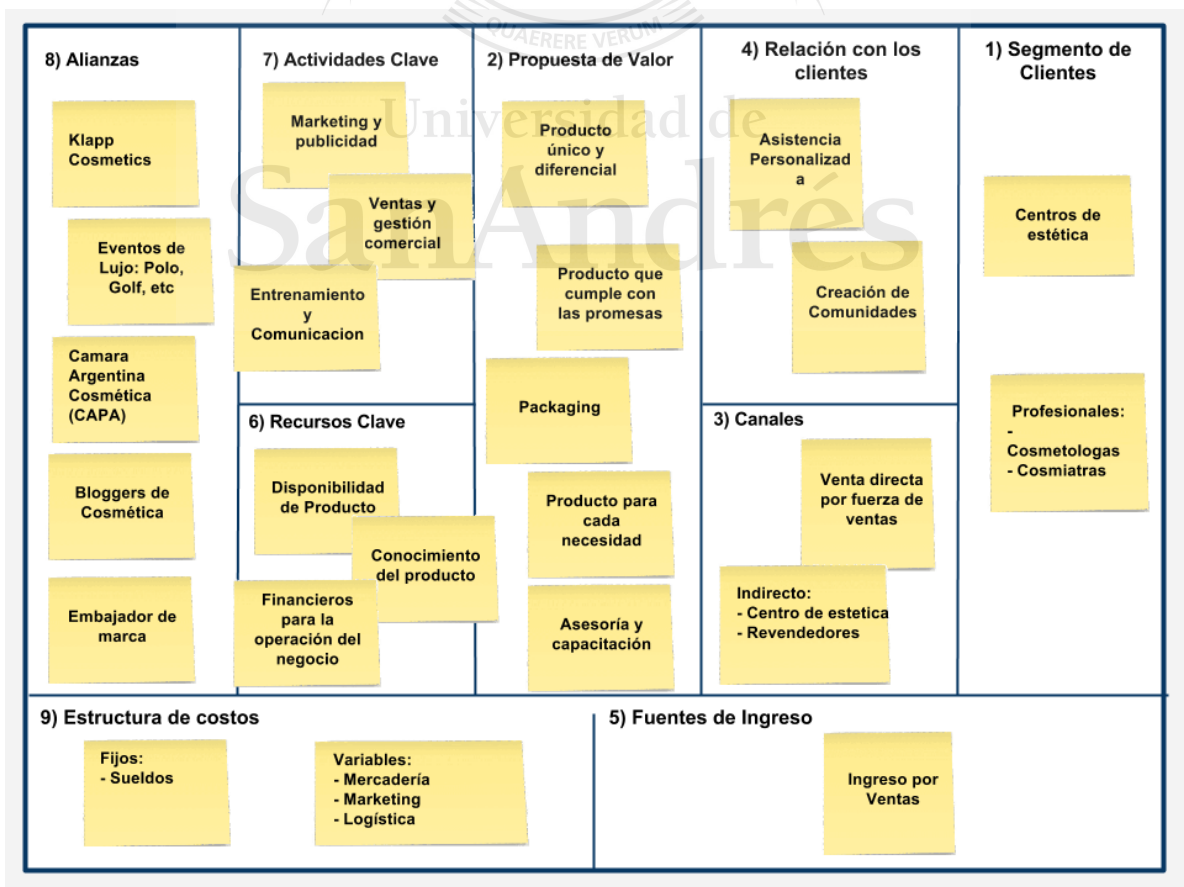 QUAERERE VERUM
Universidad de
SanAndrés
8) Alianzas
Klapp
Cosmetics
Eventos de
Lujo: Polo,
Golf, etc
Camara
Argentina
Cosmética
(CAPA)
Bloggers de
Cosmética
Embajador de
marca
7) Actividades Clave
Marketing y
publicidad
Ventas y
gestión
comercial
Entrenamiento
y
Comunicacion
6) Recursos Clave
Disponibilidad
de Producto
Conocimiento
del producto
Financieros
para la
operación del
negocio
2) Propuesta de Valor
Producto
único y
diferencial
Producto que
cumple con
las promesas
Packaging
Producto para
cada
necesidad
Asesoría y
capacitación
4) Relación con los
clientes
Asistencia
Personalizad
a
Creación de
Comunidades
3) Canales
Venta directa
por fuerza de
ventas
Indirecto:
- Centro de estetica
- Revendedores
1) Segmento de
Clientes
Centros de
estética
Profesionales:
-
Cosmetologas
- Cosmiatras
9) Estructura de costos
Fijos:
- Sueldos
Variables:
- Mercadería
- Marketing
- Logística
5) Fuentes de Ingreso
Ingreso por
Ventas